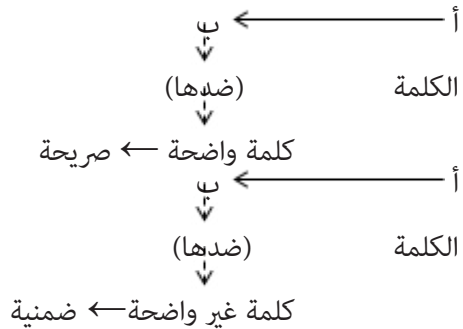 أ ← ب
الكلمة (ضدها)
كلمة واضحة ← صريحة
أ ← ب
الكلمة (ضدها)
كلمة غير واضحة ← ضمنية